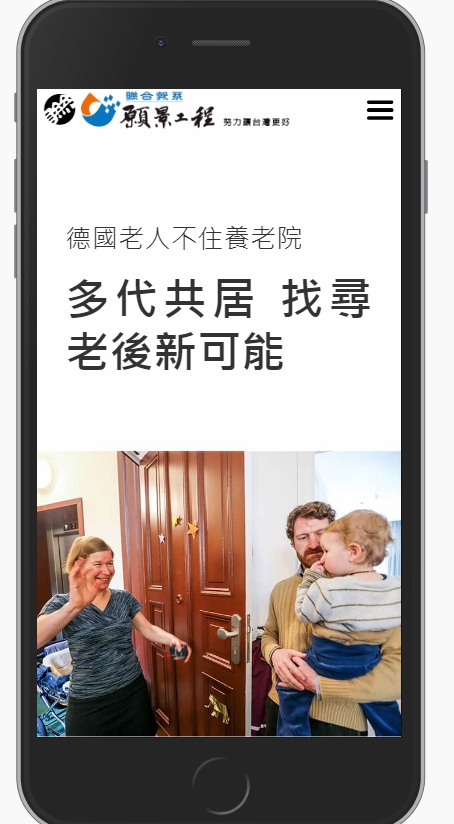 聯合報系
願景工程 努力讓台灣更好
德國老人不住養老院
多代共居 找尋
老後新可能